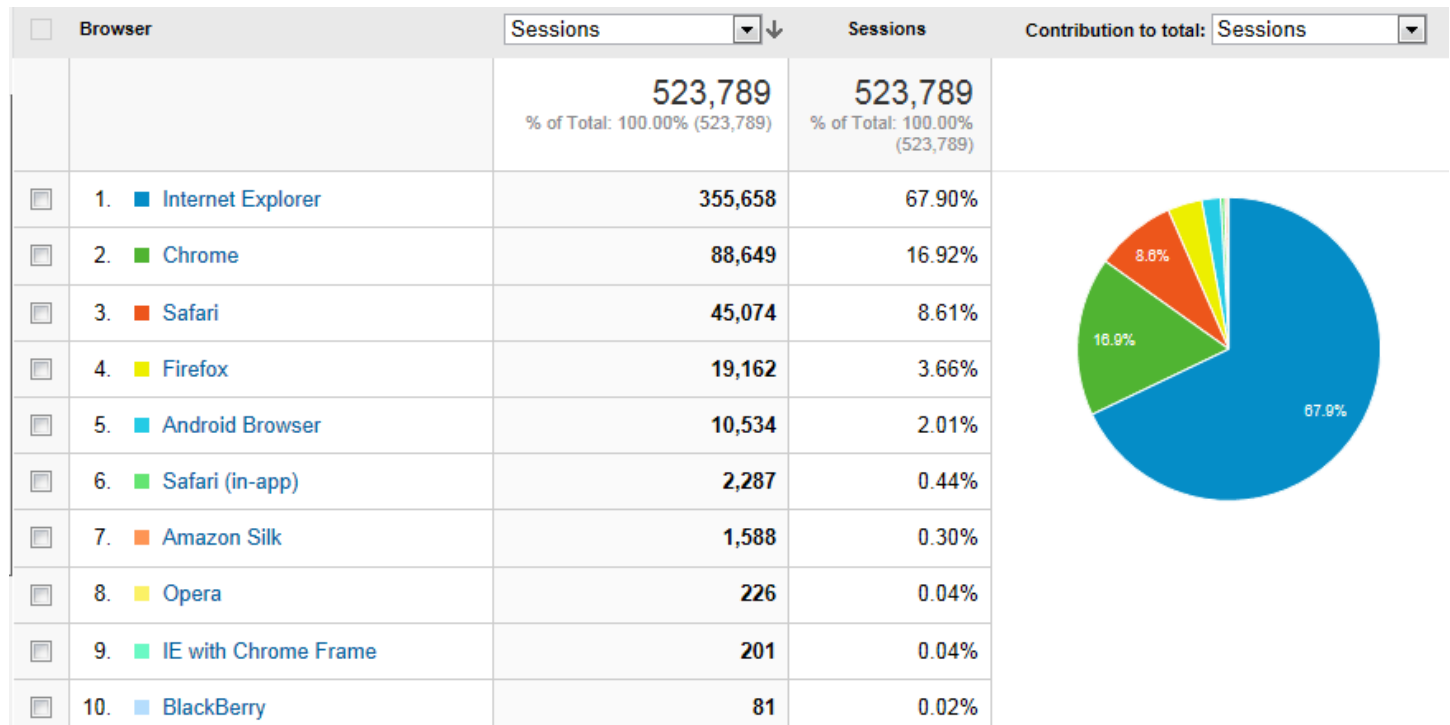 Browser Sessions Sessions Contribution to total: Sessions
523,789 523,789
% of Total: 100.00% (523,789) % of Total: 100.00%
(523,789)
1. Internet Explorer 355,658 67.90%
2. Chrome 88,649 16.92%
3. Safari 45,074 8.61%
4. Firefox 19,162 3.66%
5. Android Browser 10,534 2.01%
6. Safari (in-app) 2,287 0.44%
7. Amazon Silk 1,588 0.30%
8. Opera 226 0.04%
9. IE with Chrome Frame 201 0.04%
10. BlackBerry 81 0.02%
8.6%
16.9%
67.9%